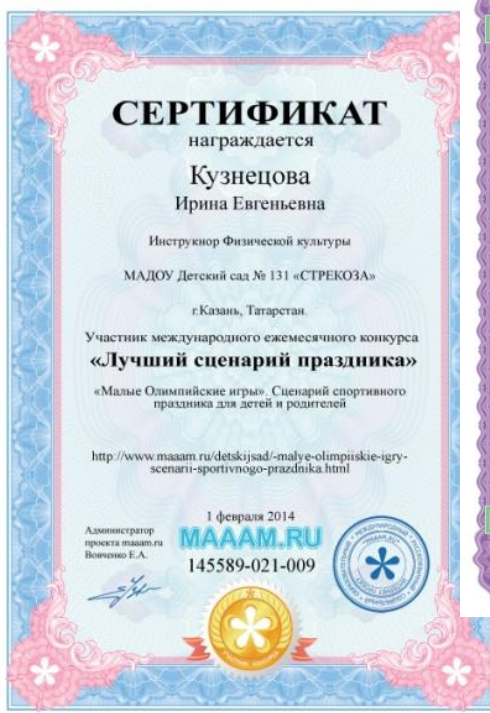 СЕРТИФИКАТ
награждается
Кузнецова
Ирина Евгеньевна
Инструкнор Физической культуры
МАДОУ Детский сад № 131 «СТРЕКОЗА»
г.Казань, Татарстан.
Участник международного ежемесячного конкурса
«Лучший сценарий праздника»
«Малые Олимпийские игры». Сценарий спортивного
праздника для детей и родителей
http://www.maaam.ru/detskijsad/-malye-olimpiiskie-igry-
scenarii-sportivnogo-prazdnika.html
1 февраля 2014
Администратор
проекта maaam.ru
Вовченко Е.А.
MAAAM.RU
145589-021-009